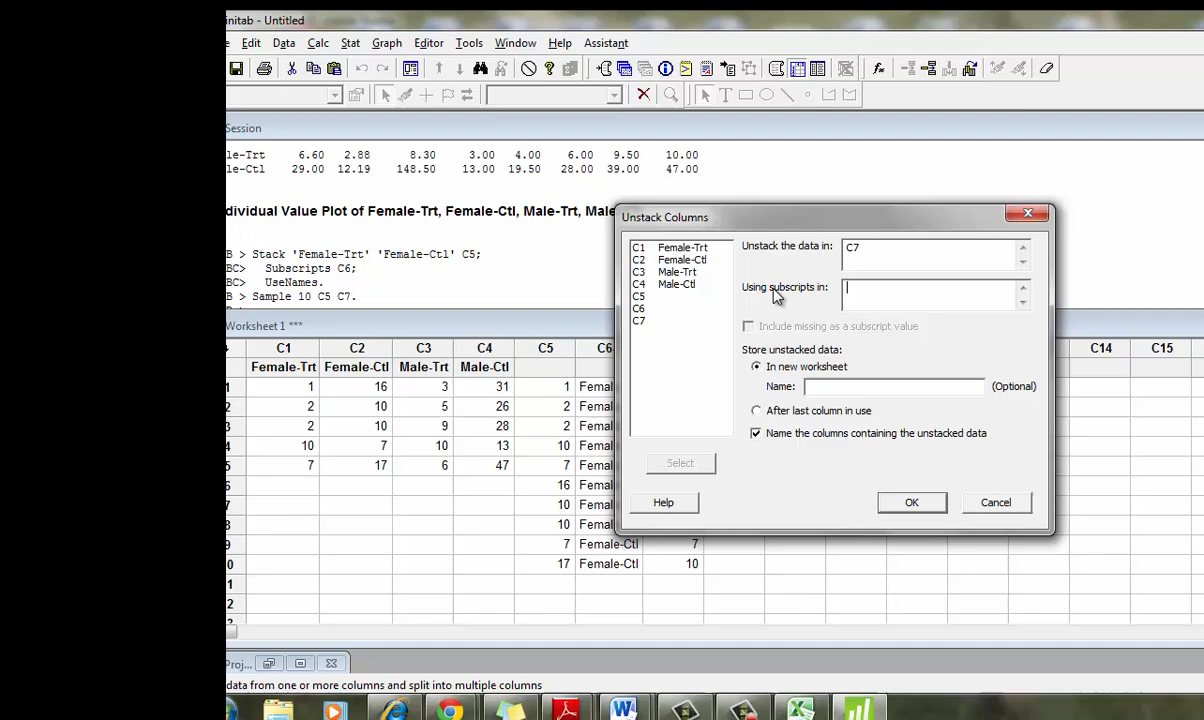 initab - Untitled
Edit Data Calc Stat Graph Editor Tools Window Help Assistant
Session
le-Trt 6.60 2.88 8.30 3.00 4.00 6.00 9.50 10.00
le-Ctl 29.00 12.19 148.50 13.00 19.50 28.00 39.00 47.00
dividual Value Plot of Female-Trt, Female-Ctl, Male-Trt, Mal
B > Stack 'Female-Trt' 'Female-Ctl' C5;
BC> Subscripts C6;
BC> UseNames.
B > Sample 10 C5 C7.
Unstack Columns
C1 Female-Trt
C2 Female-Ctl
C3 Male-Trt
C4 Male-Ctl
C5
C6
C7
Unstack the data in: C7
Using subscripts in:
Include missing as a subscript value
Store unstacked data:
In new worksheet
Name: (Optional)
After last column in use
Name the columns containing the unstacked data
Select
Help OK Cancel
Worksheet 1 ***
C1 C2 C3 C4 C5 C6 C14 C15
Female-Trt Female-Ctl Male-Trt Male-Ctl
1 1 16 3 31 1 Femal
2 2 10 5 26 2 Femal
3 2 10 9 28 2 Femal
4 10 7 10 13 10 Femal
5 7 17 6 47 7 Femal
6 16 Femal
7 10 Femal
8 10 Femal
9 7 Female-Ctl 7
0 17 Female-Ctl 10
1
2
Proj...
data from one or more columns and split into multiple columns